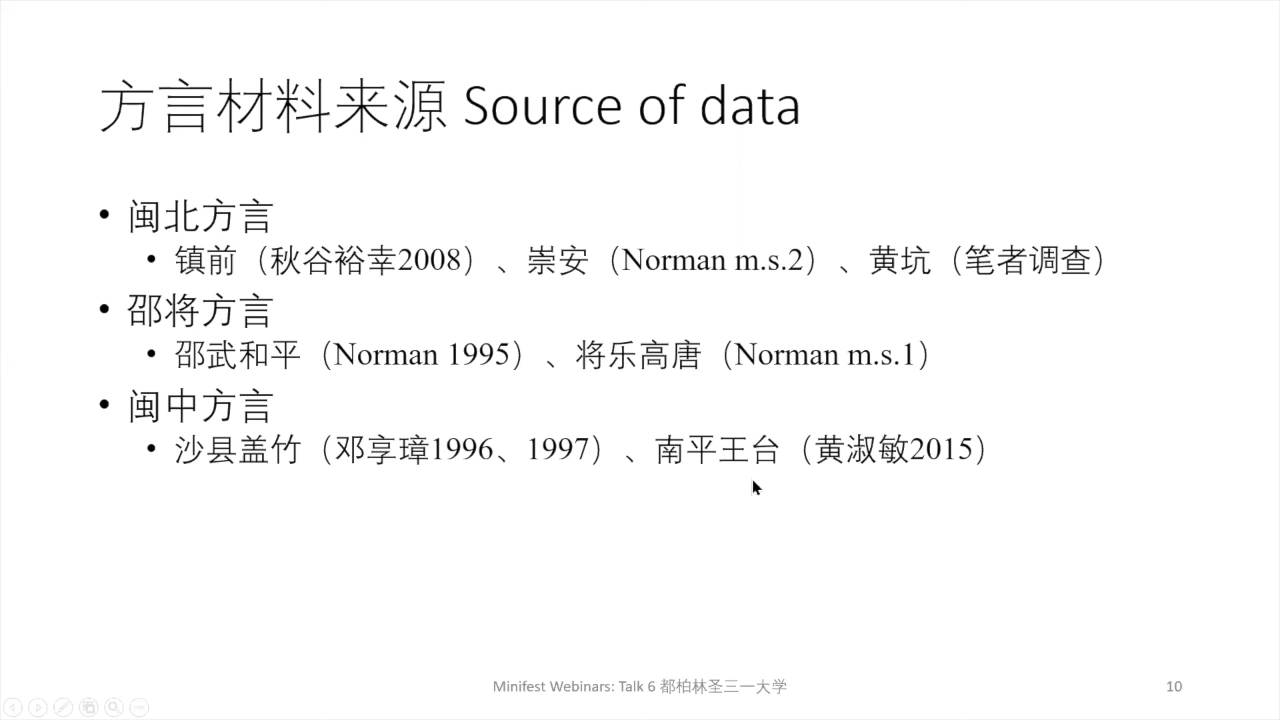 方言材料来源 Source of data
• 闽北方言
• 镇前（秋谷裕幸2008）、崇安（Norman m.s.2）、黄坑（笔者调查）
• 邵将方言
• 邵武和平（Norman 1995）、将乐高唐（Norman m.s.1）
• 闽中方言
• 沙县盖竹（邓享璋1996、1997）、南平王台（黄淑敏2015）
Minifest Webinars: Talk 6 都柏林圣三一大学
10